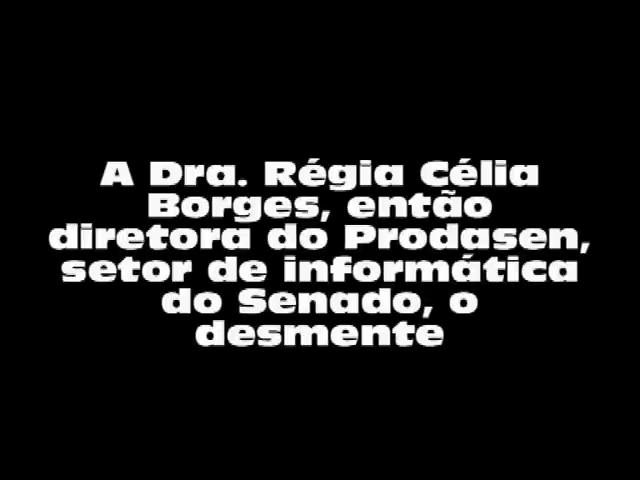 A Dra. Régia Célia
Borges, então
diretora do Prodasen,
setor de informática
do Senado, o
desmente